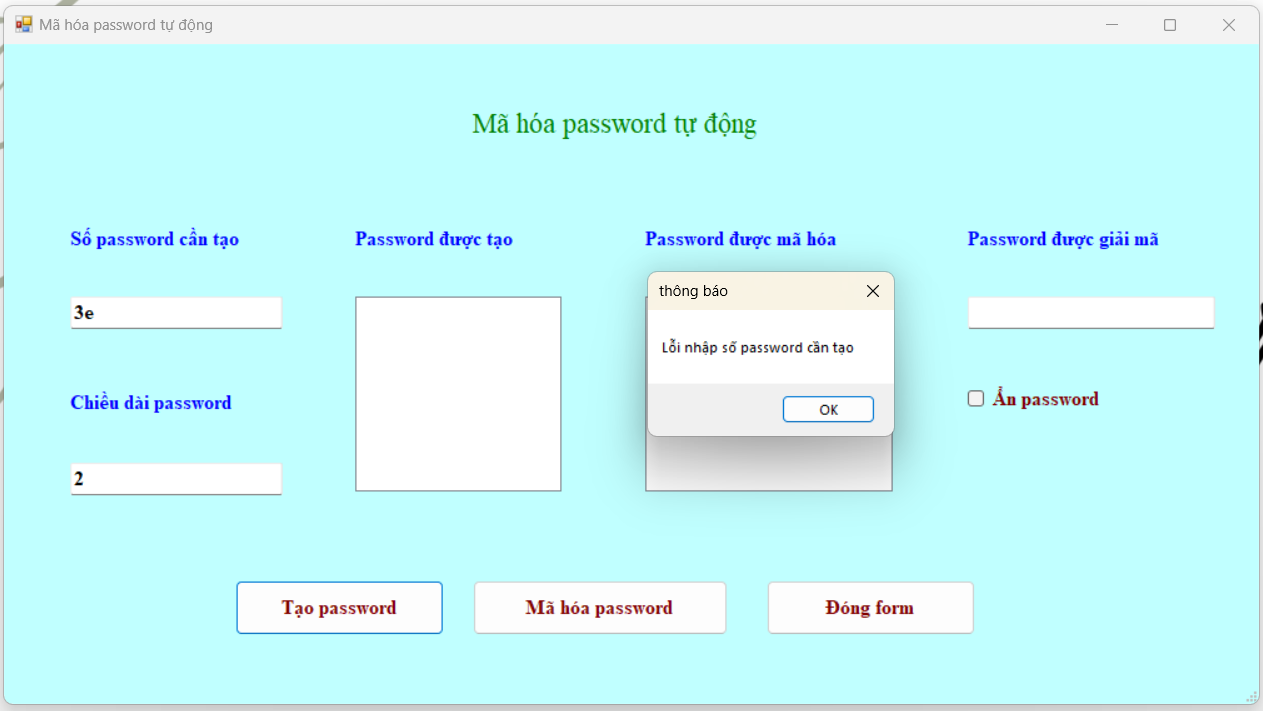 Mã hóa password tự động
Mã hóa password tự động
Số password cần tạo
Password được tạo
Password được mã hóa
Password được giải mã
thông báo
3e
Lỗi nhập số password cần tạo
OK
Chiều dài password
Ẩn password
2
Tạo password
Mã hóa password
Đóng form